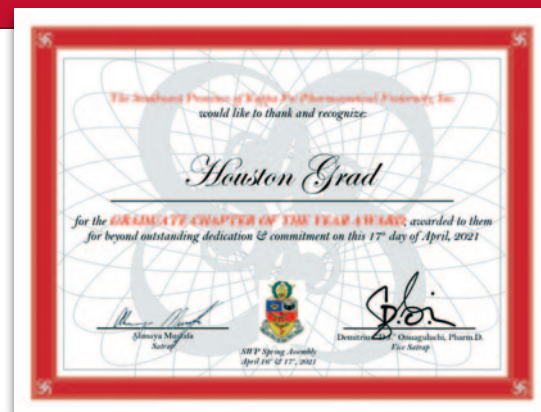 The Southwest Province of Kappa Psi Pharmaceutical Fraternity, Inc.
would like to thank and recognize:
Houston Grad
for the GRADUATE CHAPTER OF THE YEAR AWARD, awarded to them
for beyond outstanding dedication & commitment on this 17th day of April, 2021
Almaya Mustafa
Satrap
SWP Spring Assembly
April 16th & 17th, 2021
Pharm.D.
Vice Satrap